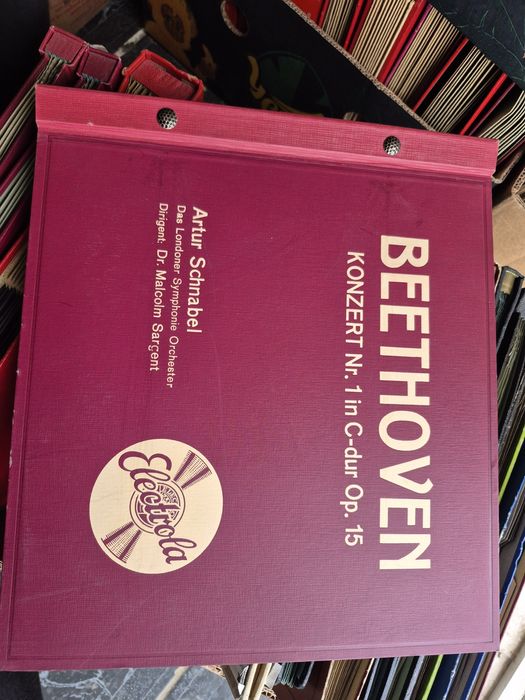 BEETHOVEN
KONZERT Nr. 1 in C-dur Op. 15
Artur Schnabel
Das Londoner Symphonie Orchester
Dirigent: Dr. Malcolm Sargent
Electrola